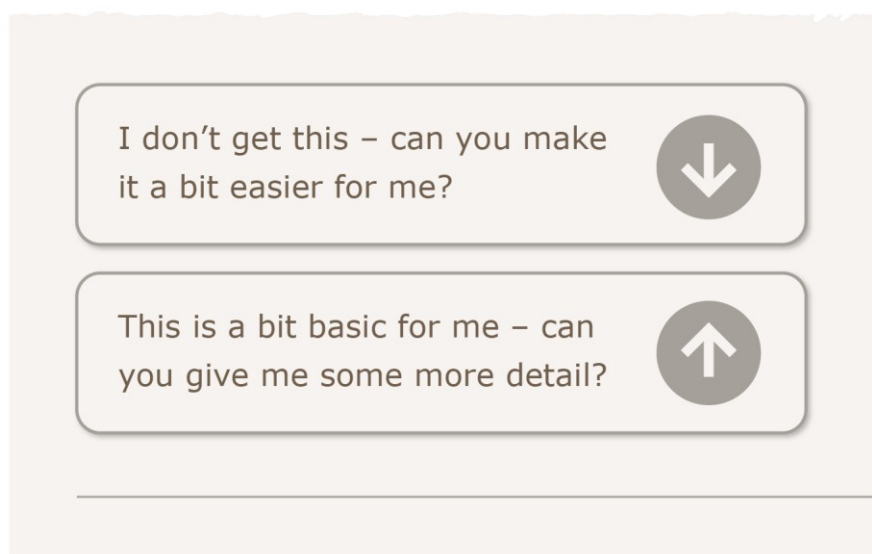 I don’t get this – can you make
it a bit easier for me?
This is a bit basic for me – can
you give me some more detail?